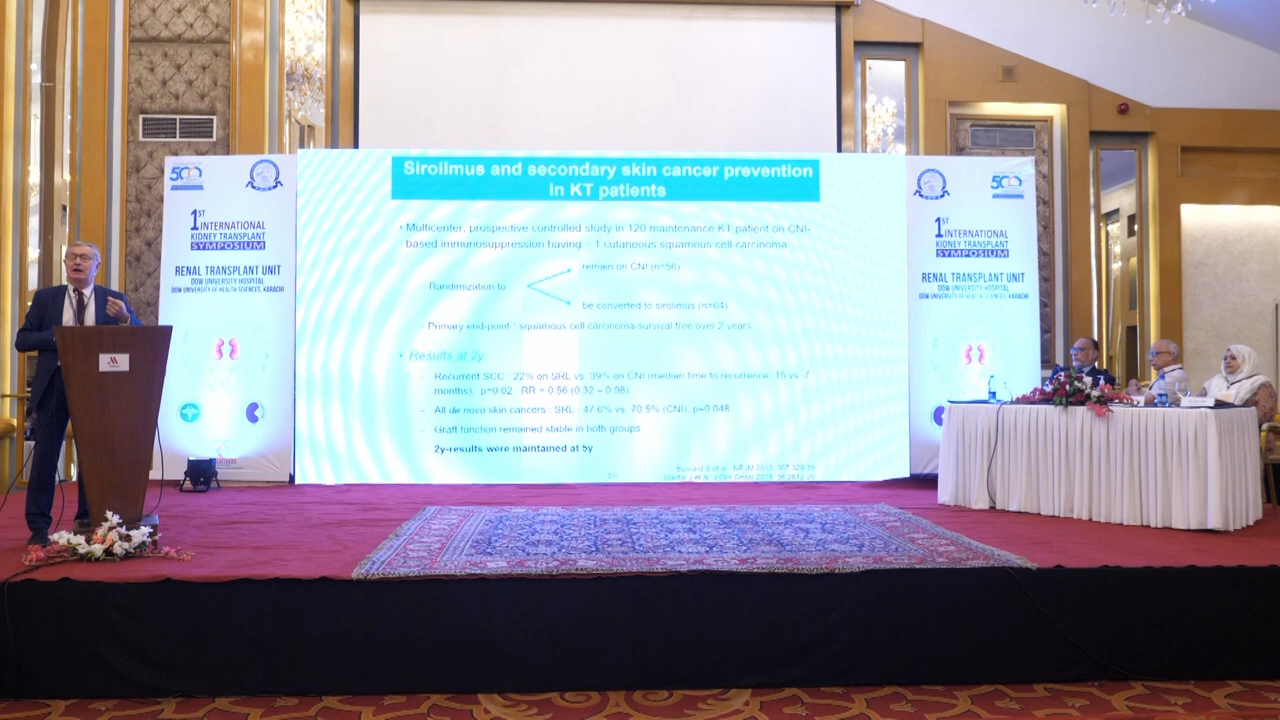 500
1ST
INTERNATIONAL
KIDNEY TRANSPLANT
SYMPOSIUM
RENAL TRANSPLANT UNIT
DOW UNIVERSITY HOSPITAL
DOW UNIVERSITY OF HEALTH SCIENCES, KARACHI
Sirolimus and secondary skin cancer prevention
in KT patients
• Multicenter, prospective controlled study in 120 maintenance KT patient on CNI-
based immunosuppression having 1 cutaneous squamous cell carcinoma
remain on CNI (n=56)
Randimization to
be converted to sirolimus (n=64)
– Primary end-point : squamous cell carcinoma-survival free over 2 years
• Results at 2y
– Recurrent SCC : 22% on SRL vs. 39% on CNI (median time to recurrence: 15 vs. 7
months); p=0.02, RR = 0.56 (0.32 – 0.98)
– All de novo skin cancers : SRL : 47.6% vs. 70.5% (CNI), p=0.048
– Graft function remained stable in both groups
2y-results were maintained at 5y
500
1ST
INTERNATIONAL
KIDNEY TRANSPLANT
SYMPOSIUM
RENAL TRANSPLANT UNIT
DOW UNIVERSITY HOSPITAL
DOW UNIVERSITY OF HEALTH SCIENCES, KARACHI